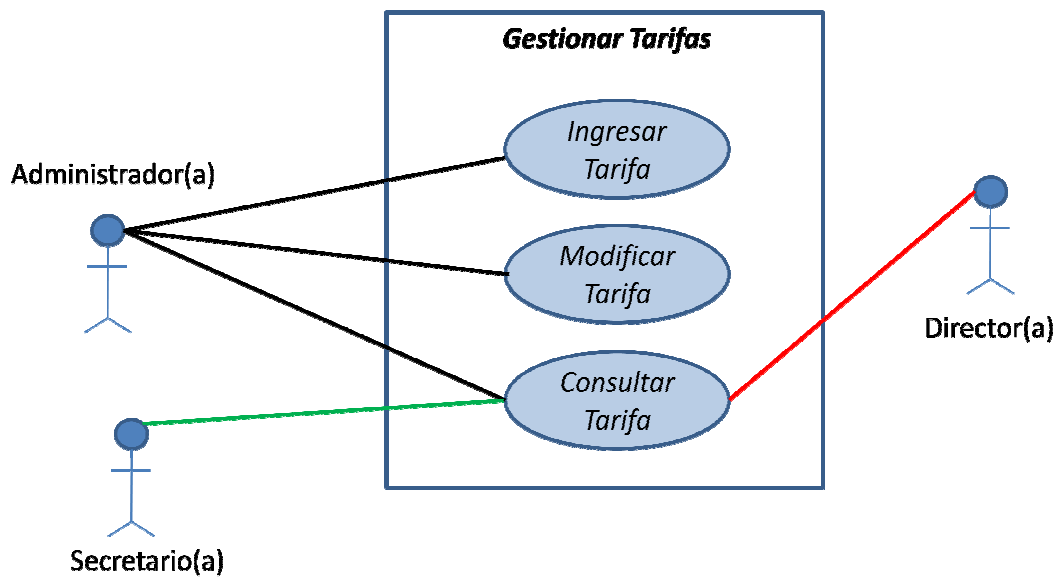 Gestionar Tarifas
Ingresar
Tarifa
Administrador(a)
Modificar
Tarifa
Director(a)
Consultar
Tarifa
Secretario(a)